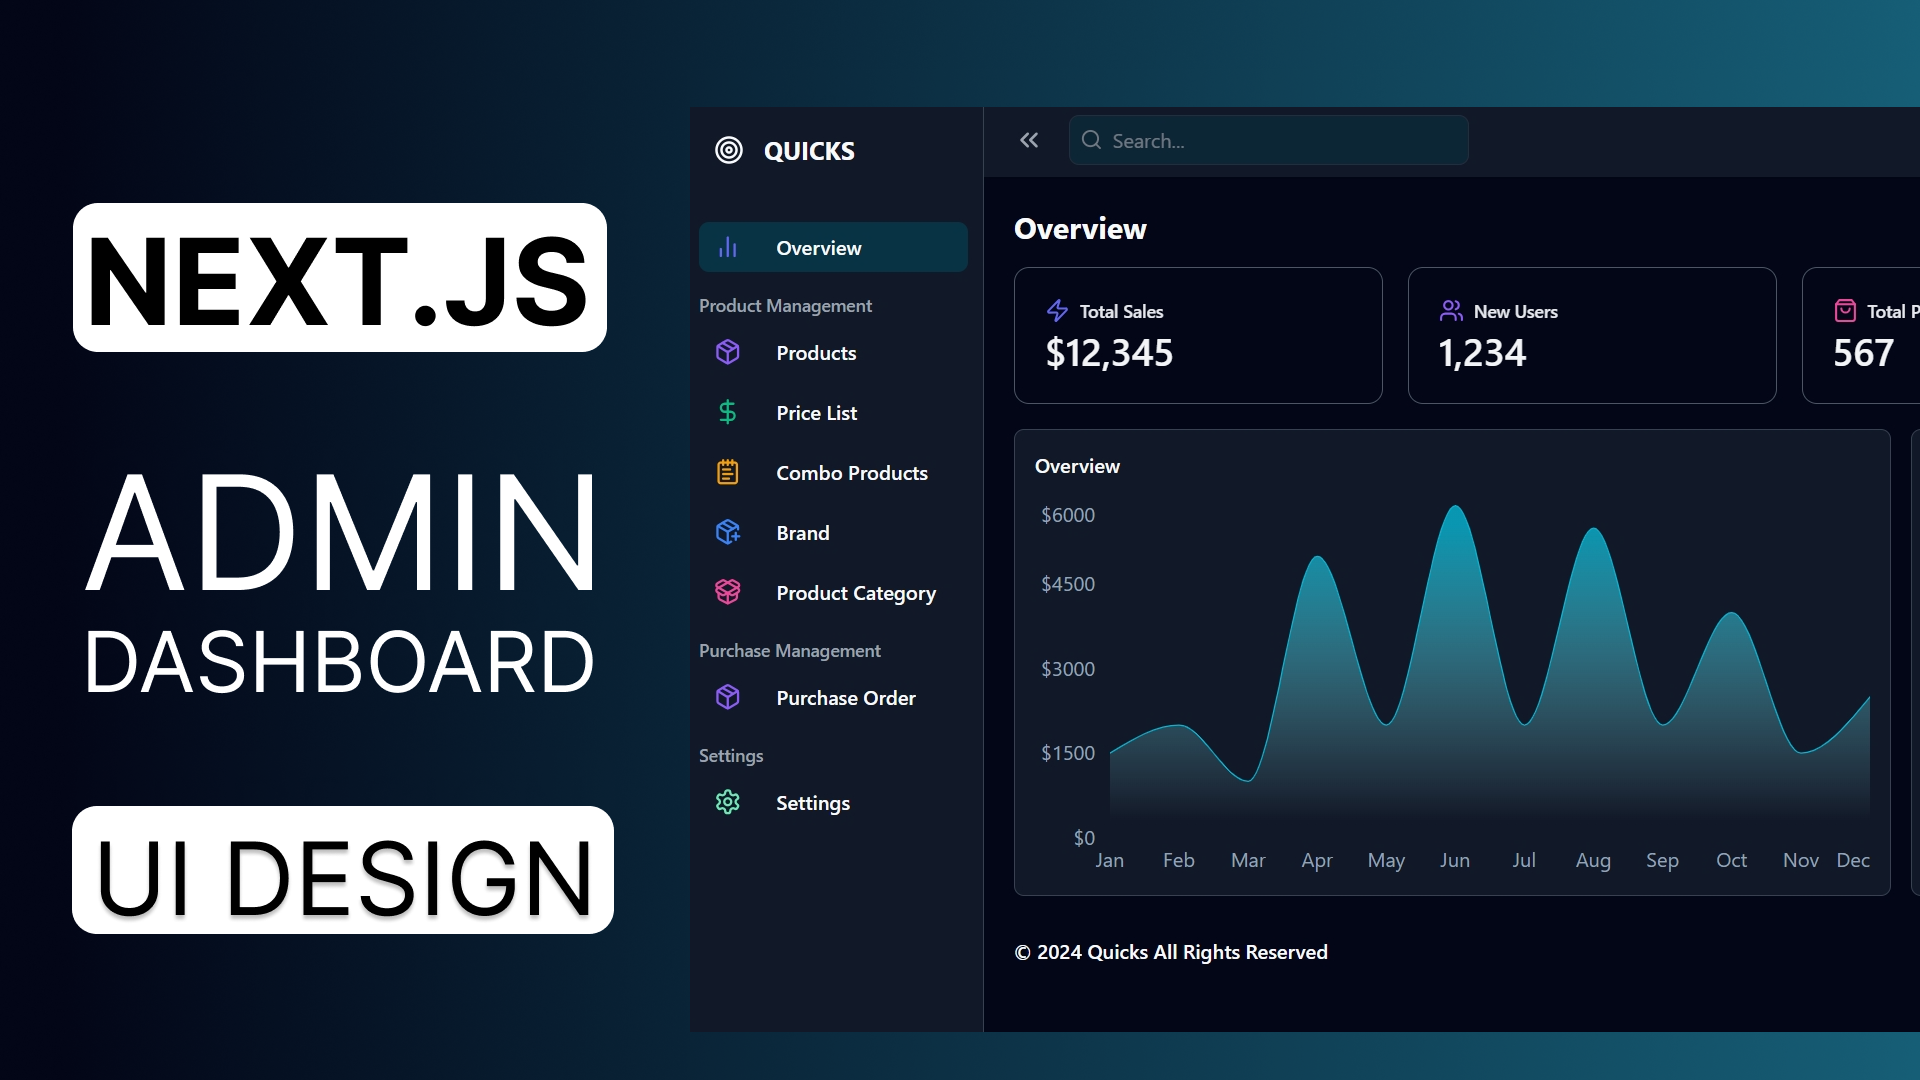 NEXT.JS
ADMIN
DASHBOARD
UI DESIGN
QUICKS
Overview
Product Management
Products
Price List
Combo Products
Brand
Product Category
Purchase Management
Purchase Order
Settings
Settings
Search...
Overview
Total Sales
$12,345
New Users
1,234
Total
567
Overview
$6000
$4500
$3000
$1500
$0
Jan Feb Mar Apr May Jun Jul Aug Sep Oct Nov Dec
© 2024 Quicks All Rights Reserved